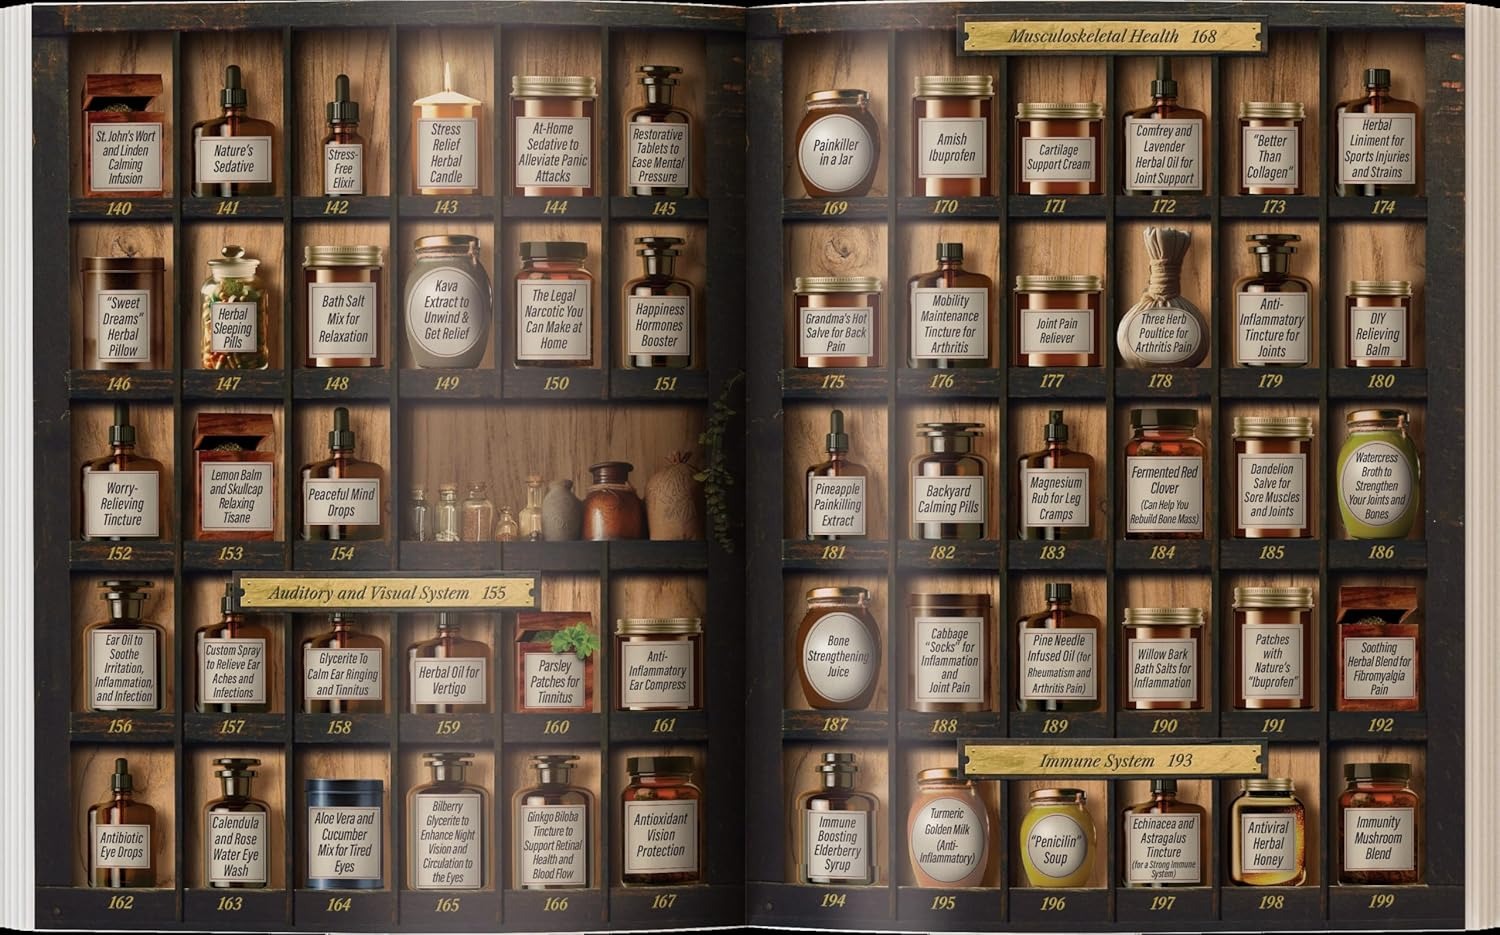 St. John's Wort
and Linden
Calming
Infusion
140
Nature's
Sedative
141
Stress-
Free
Elixir
142
Stress
Relief
Herbal
Candle
143
At-Home
Sedative to
Alleviate Panic
Attacks
144
Restorative
Tablets to
Ease Mental
Pressure
145
"Sweet
Dreams"
Herbal
Pillow
146
Herbal
Sleeping
Pills
147
Bath Salt
Mix for
Relaxation
148
Kava
Extract to
Unwind &
Get Relief
149
The Legal
Narcotic You
Can Make at
Home
150
Happiness
Hormones
Booster
151
Worry-
Relieving
Tincture
152
Lemon Balm
and Skullcap
Relaxing
Tisane
153
Peaceful Mind
Drops
154
Auditory and Visual System 155
Ear Oil to
Soothe
Irritation,
Inflammation,
and Infection
156
Custom Spray
to Relieve Ear
Aches and
Infections
157
Glycerite To
Calm Ear Ringing
and Tinnitus
158
Herbal Oil for
Vertigo
159
Parsley
Patches for
Tinnitus
160
Anti-
Inflammatory
Ear Compress
161
Antibiotic
Eye Drops
162
Calendula
and Rose
Water Eye
Wash
163
Aloe Vera and
Cucumber
Mix for Tired
Eyes
164
Bilberry
Glycerite to
Enhance Night
Vision and
Circulation to
the Eyes
165
Ginkgo Biloba
Tincture to
Support Retinal
Health and
Blood Flow
166
Antioxidant
Vision
Protection
167
Musculoskeletal Health 168
Painkiller
in a Jar
169
Amish
Ibuprofen
170
Cartilage
Support Cream
171
Comfrey and
Lavender
Herbal Oil for
Joint Support
172
"Better
Than
Collagen"
173
Herbal
Liniment for
Sports Injuries
and Strains
174
Grandma's Hot
Salve for Back
Pain
175
Mobility
Maintenance
Tincture for
Arthritis
176
Joint Pain
Reliever
177
Three Herb
Poultice for
Arthritis Pain
178
Anti-
Inflammatory
Tincture for
Joints
179
DIY
Relieving
Balm
180
Pineapple
Painkilling
Extract
181
Backyard
Calming Pills
182
Magnesium
Rub for Leg
Cramps
183
Fermented Red
Clover
(Can Help You
Rebuild Bone Mass)
184
Dandelion
Salve for
Sore Muscles
and Joints
185
Watercress
Broth to
Strengthen
Your Joints and
Bones
186
Bone
Strengthening
Juice
187
Cabbage
"Socks" for
Inflammation
and
Joint Pain
188
Pine Needle
Infused Oil (for
Rheumatism and
Arthritis Pain)
189
Willow Bark
Bath Salts for
Inflammation
190
Patches
with
Nature's
"Ibuprofen"
191
Soothing
Herbal Blend for
Fibromyalgia
Pain
192
Immune System 193
Immune
Boosting
Elderberry
Syrup
194
Turmeric
Golden Milk
(Anti-
Inflammatory)
195
"Penicilin"
Soup
196
Echinacea and
Astragalus
Tincture
(for a Strong Immune
System)
197
Antiviral
Herbal
Honey
198
Immunity
Mushroom
Blend
199